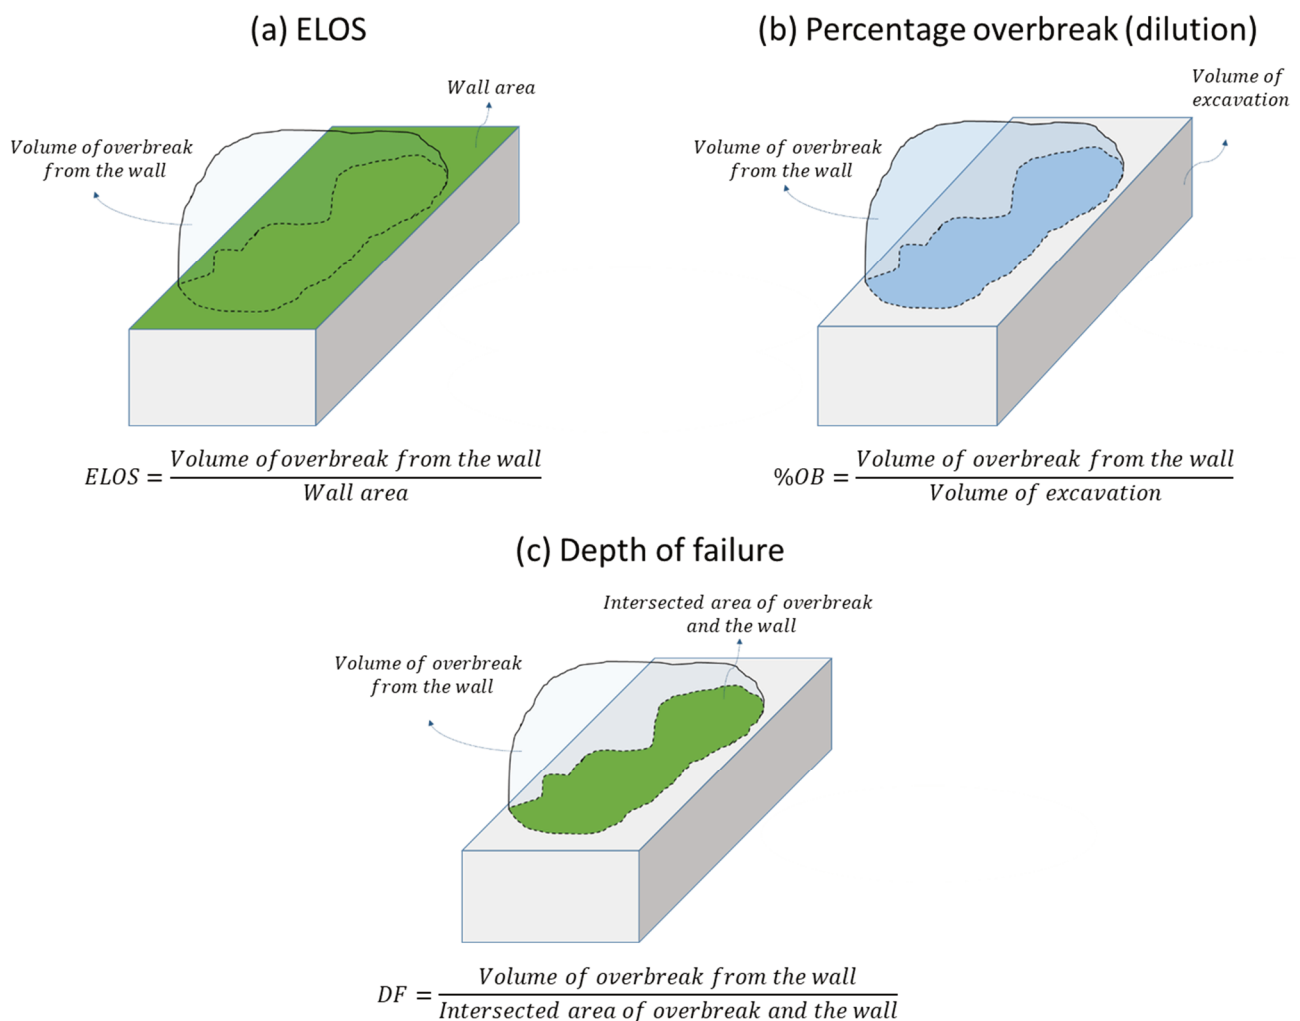 (a) ELOS
Wall area
Volume of overbreak
from the wall
ELOS = Volume of overbreak from the wall
Wall area
(b) Percentage overbreak (dilution)
Volume of
excavation
Volume of overbreak
from the wall
%OB = Volume of overbreak from the wall
Volume of excavation
(c) Depth of failure
Intersected area of overbreak
and the wall
Volume of overbreak
from the wall
DF = Volume of overbreak from the wall
Intersected area of overbreak and the wall